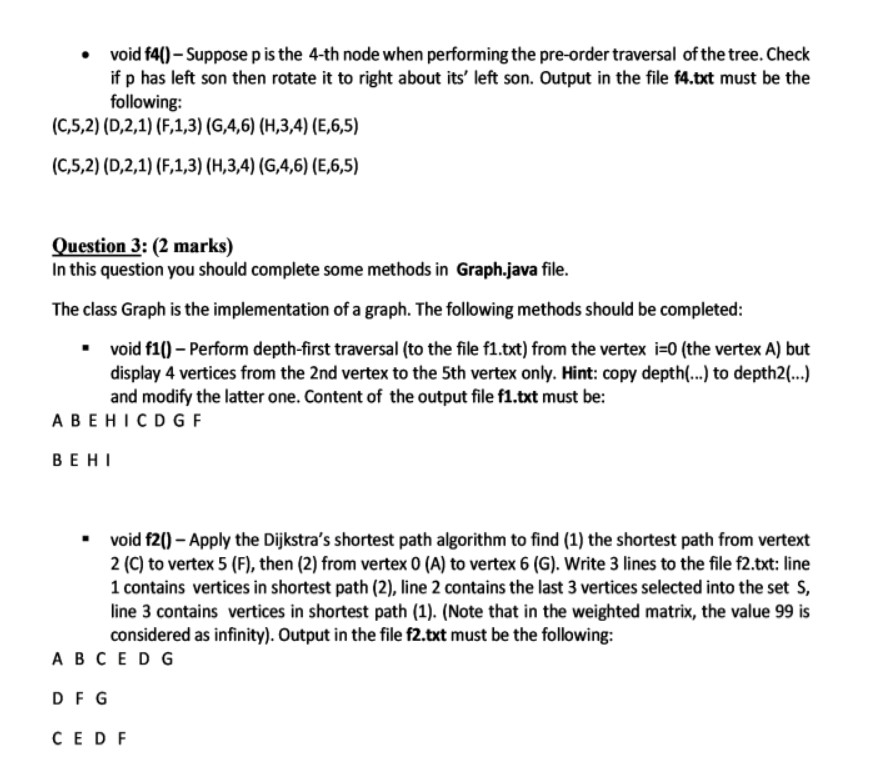 • void f4() – Suppose p is the 4-th node when performing the pre-order traversal of the tree. Check
if p has left son then rotate it to right about its' left son. Output in the file f4.txt must be the
following:
(C,5,2) (D,2,1) (F,1,3) (G,4,6) (H,3,4) (E,6,5)
(C,5,2) (D,2,1) (F,1,3) (H,3,4) (G,4,6) (E,6,5)
Question 3: (2 marks)
In this question you should complete some methods in Graph.java file.
The class Graph is the implementation of a graph. The following methods should be completed:
▪ void f1() – Perform depth-first traversal (to the file f1.txt) from the vertex i=0 (the vertex A) but
display 4 vertices from the 2nd vertex to the 5th vertex only. Hint: copy depth(...) to depth2(...)
and modify the latter one. Content of the output file f1.txt must be:
A B E H I C D G F
B E H I
▪ void f2() – Apply the Dijkstra's shortest path algorithm to find (1) the shortest path from vertext
2 (C) to vertex 5 (F), then (2) from vertex 0 (A) to vertex 6 (G). Write 3 lines to the file f2.txt: line
1 contains vertices in shortest path (2), line 2 contains the last 3 vertices selected into the set S,
line 3 contains vertices in shortest path (1). (Note that in the weighted matrix, the value 99 is
considered as infinity). Output in the file f2.txt must be the following:
A B C E D G
D F G
C E D F